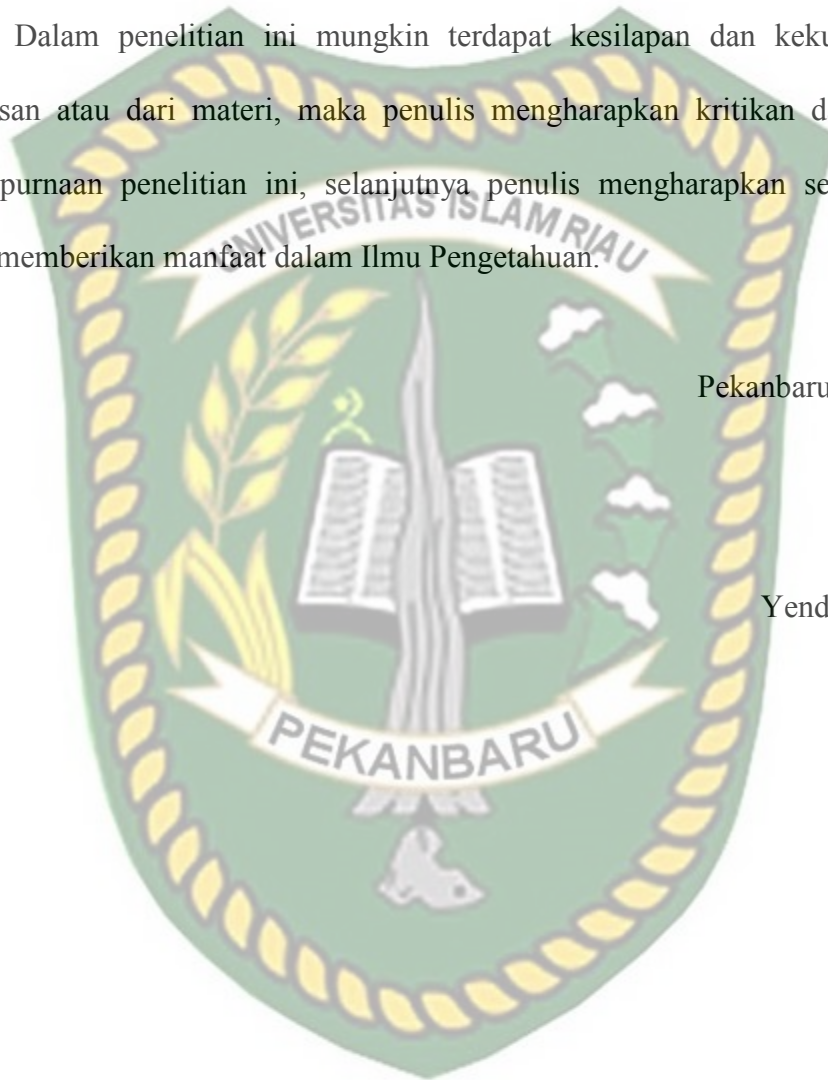 Dalam penelitian ini mungkin terdapat kesilapan dan keku
san atau dari materi, maka penulis mengharapkan kritikan d
purnaan penelitian ini, selanjutnya penulis mengharapkan se
memberikan manfaat dalam Ilmu Pengetahuan.
UNIVERSITAS ISLAM RIAU
Pekanbaru
Yend
PEKANBARU